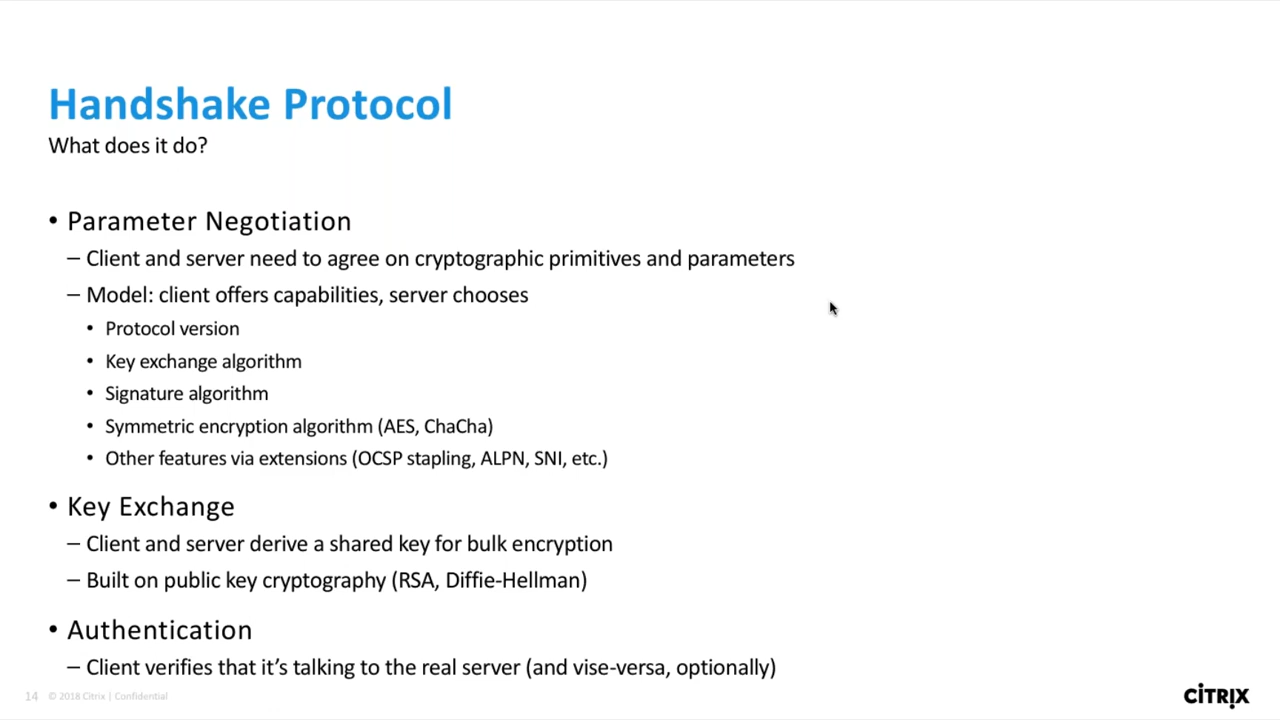 Handshake Protocol
What does it do?
• Parameter Negotiation
– Client and server need to agree on cryptographic primitives and parameters
– Model: client offers capabilities, server chooses
• Protocol version
• Key exchange algorithm
• Signature algorithm
• Symmetric encryption algorithm (AES, ChaCha)
• Other features via extensions (OCSP stapling, ALPN, SNI, etc.)
• Key Exchange
– Client and server derive a shared key for bulk encryption
– Built on public key cryptography (RSA, Diffie-Hellman)
• Authentication
– Client verifies that it’s talking to the real server (and vise-versa, optionally)
14 © 2018 Citrix | Confidential
CITRIX